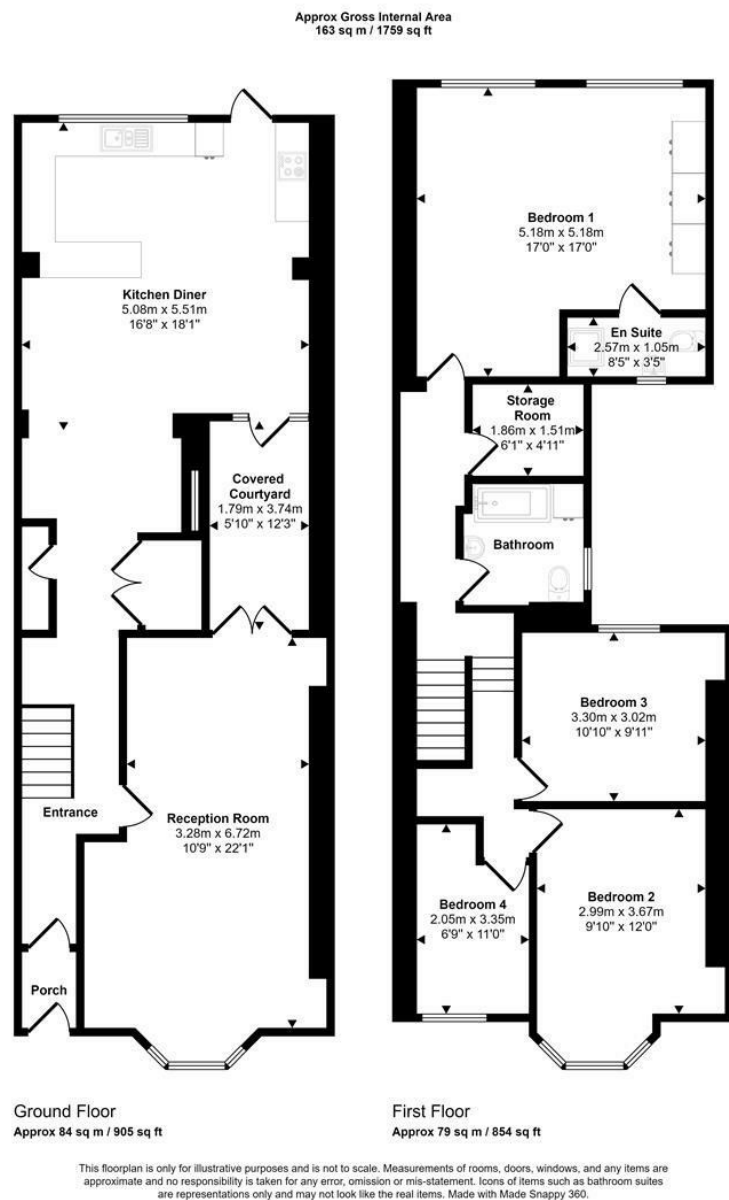 Approx Gross Internal Area
163 sq m / 1759 sq ft
Kitchen Diner
5.08m x 5.51m
16'8" x 18'1"
Covered
Courtyard
1.79m x 3.74m
5'10" x 12'3"
Entrance
Reception Room
3.28m x 6.72m
10'9" x 22'1"
Porch
Ground Floor
Approx 84 sq m / 905 sq ft
Bedroom 1
5.18m x 5.18m
17'0" x 17'0"
En Suite
2.57m x 1.05m
8'5" x 3'5"
Storage
Room
1.86m x 1.51m
6'1" x 4'11"
Bathroom
Bedroom 3
3.30m x 3.02m
10'10" x 9'11"
Bedroom 4
2.05m x 3.35m
6'9" x 11'0"
Bedroom 2
2.99m x 3.67m
9'10" x 12'0"
First Floor
Approx 79 sq m / 854 sq ft
This floorplan is only for illustrative purposes and is not to scale. Measurements of rooms, doors, windows, and any items are
approximate and no responsibility is taken for any error, omission or mis-statement. Icons of items such as bathroom suites
are representations only and may not look like the real items. Made with Made Snappy 360.